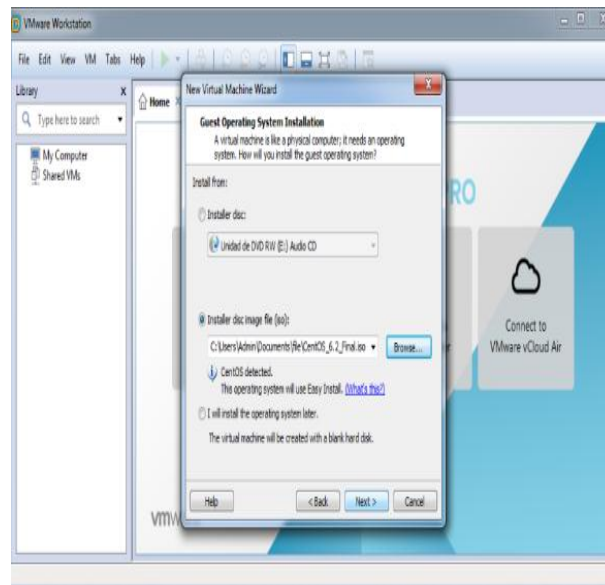 VMware Workstation
File Edit View VM Tabs Help
Library x
Home x
Type here to search
My Computer
Shared VMs
New Virtual Machine Wizard
Guest Operating System Installation
A virtual machine is like a physical computer; it needs an operating
system. How will you install the guest operating system?
Install from:
Installer disc:
Unidad de DVD RW (E:) Audio CD
Installer disc image file (iso):
C:\Users\Admin\Documents\file\CentOS_6.2_Final.iso
Browse...
CentOS detected.
This operating system will use Easy Install. (What's this?)
I will install the operating system later.
The virtual machine will be created with a blank hard disk.
Help
< Back
Next >
Cancel
PRO
Connect to
VMware vCloud Air
vmw